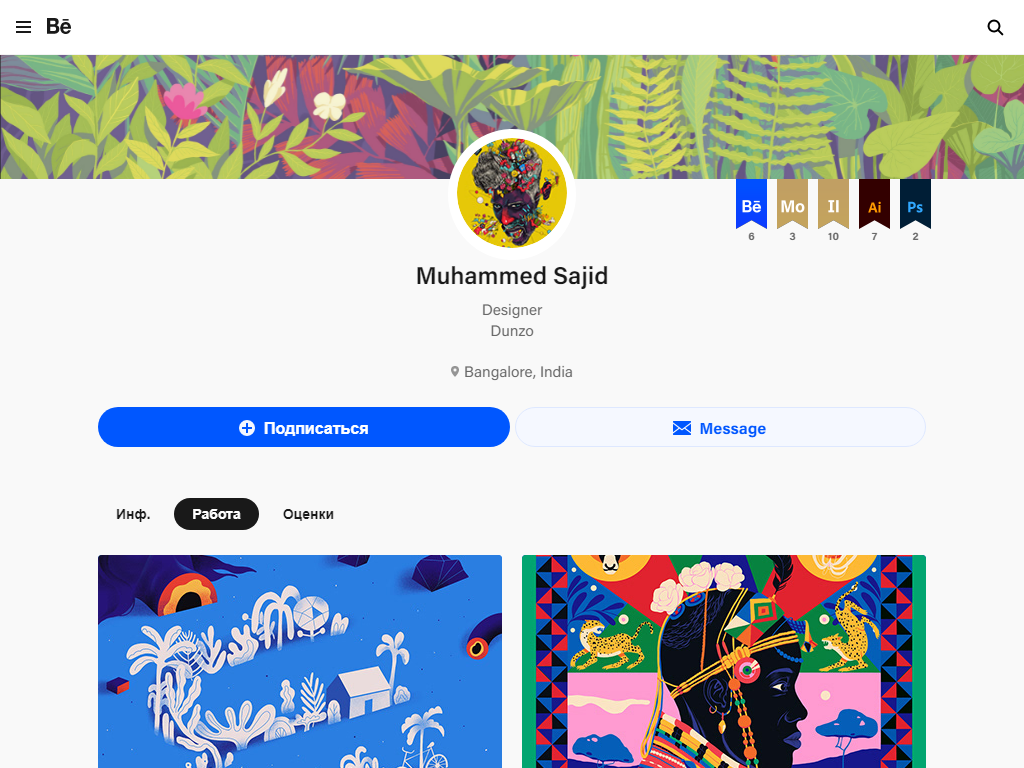 Bē
Bē Mo Il Ai Ps
6 3 10 7 2
Muhammed Sajid
Designer
Dunzo
Bangalore, India
Подписаться
Message
Инф. Работа Оценки